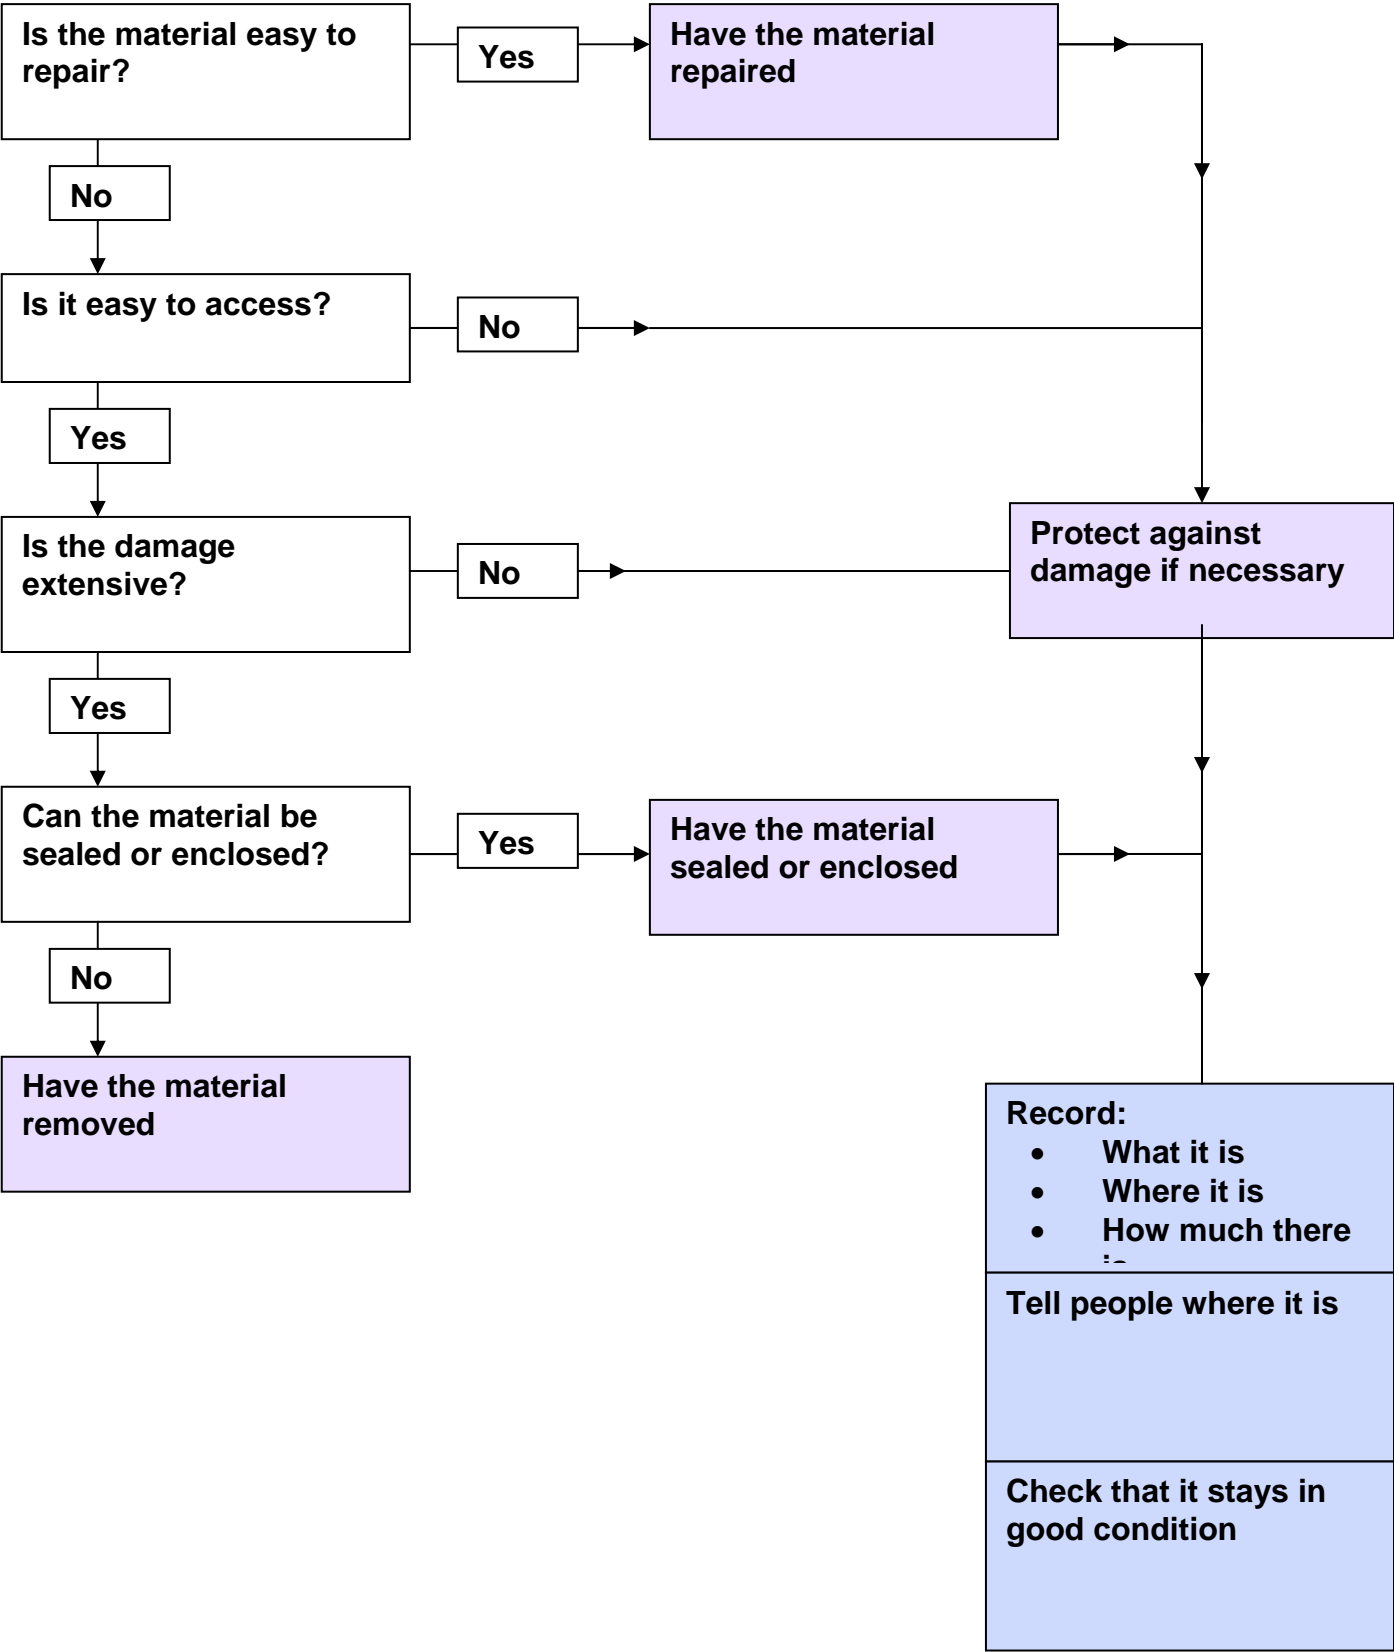 Is the material easy to
repair?
Yes
Have the material
repaired
No
Is it easy to access?
No
Yes
Is the damage
extensive?
No
Protect against
damage if necessary
Yes
Can the material be
sealed or enclosed?
Yes
Have the material
sealed or enclosed
No
Have the material
removed
Record:
• What it is
• Where it is
• How much there
Tell people where it is
Check that it stays in
good condition